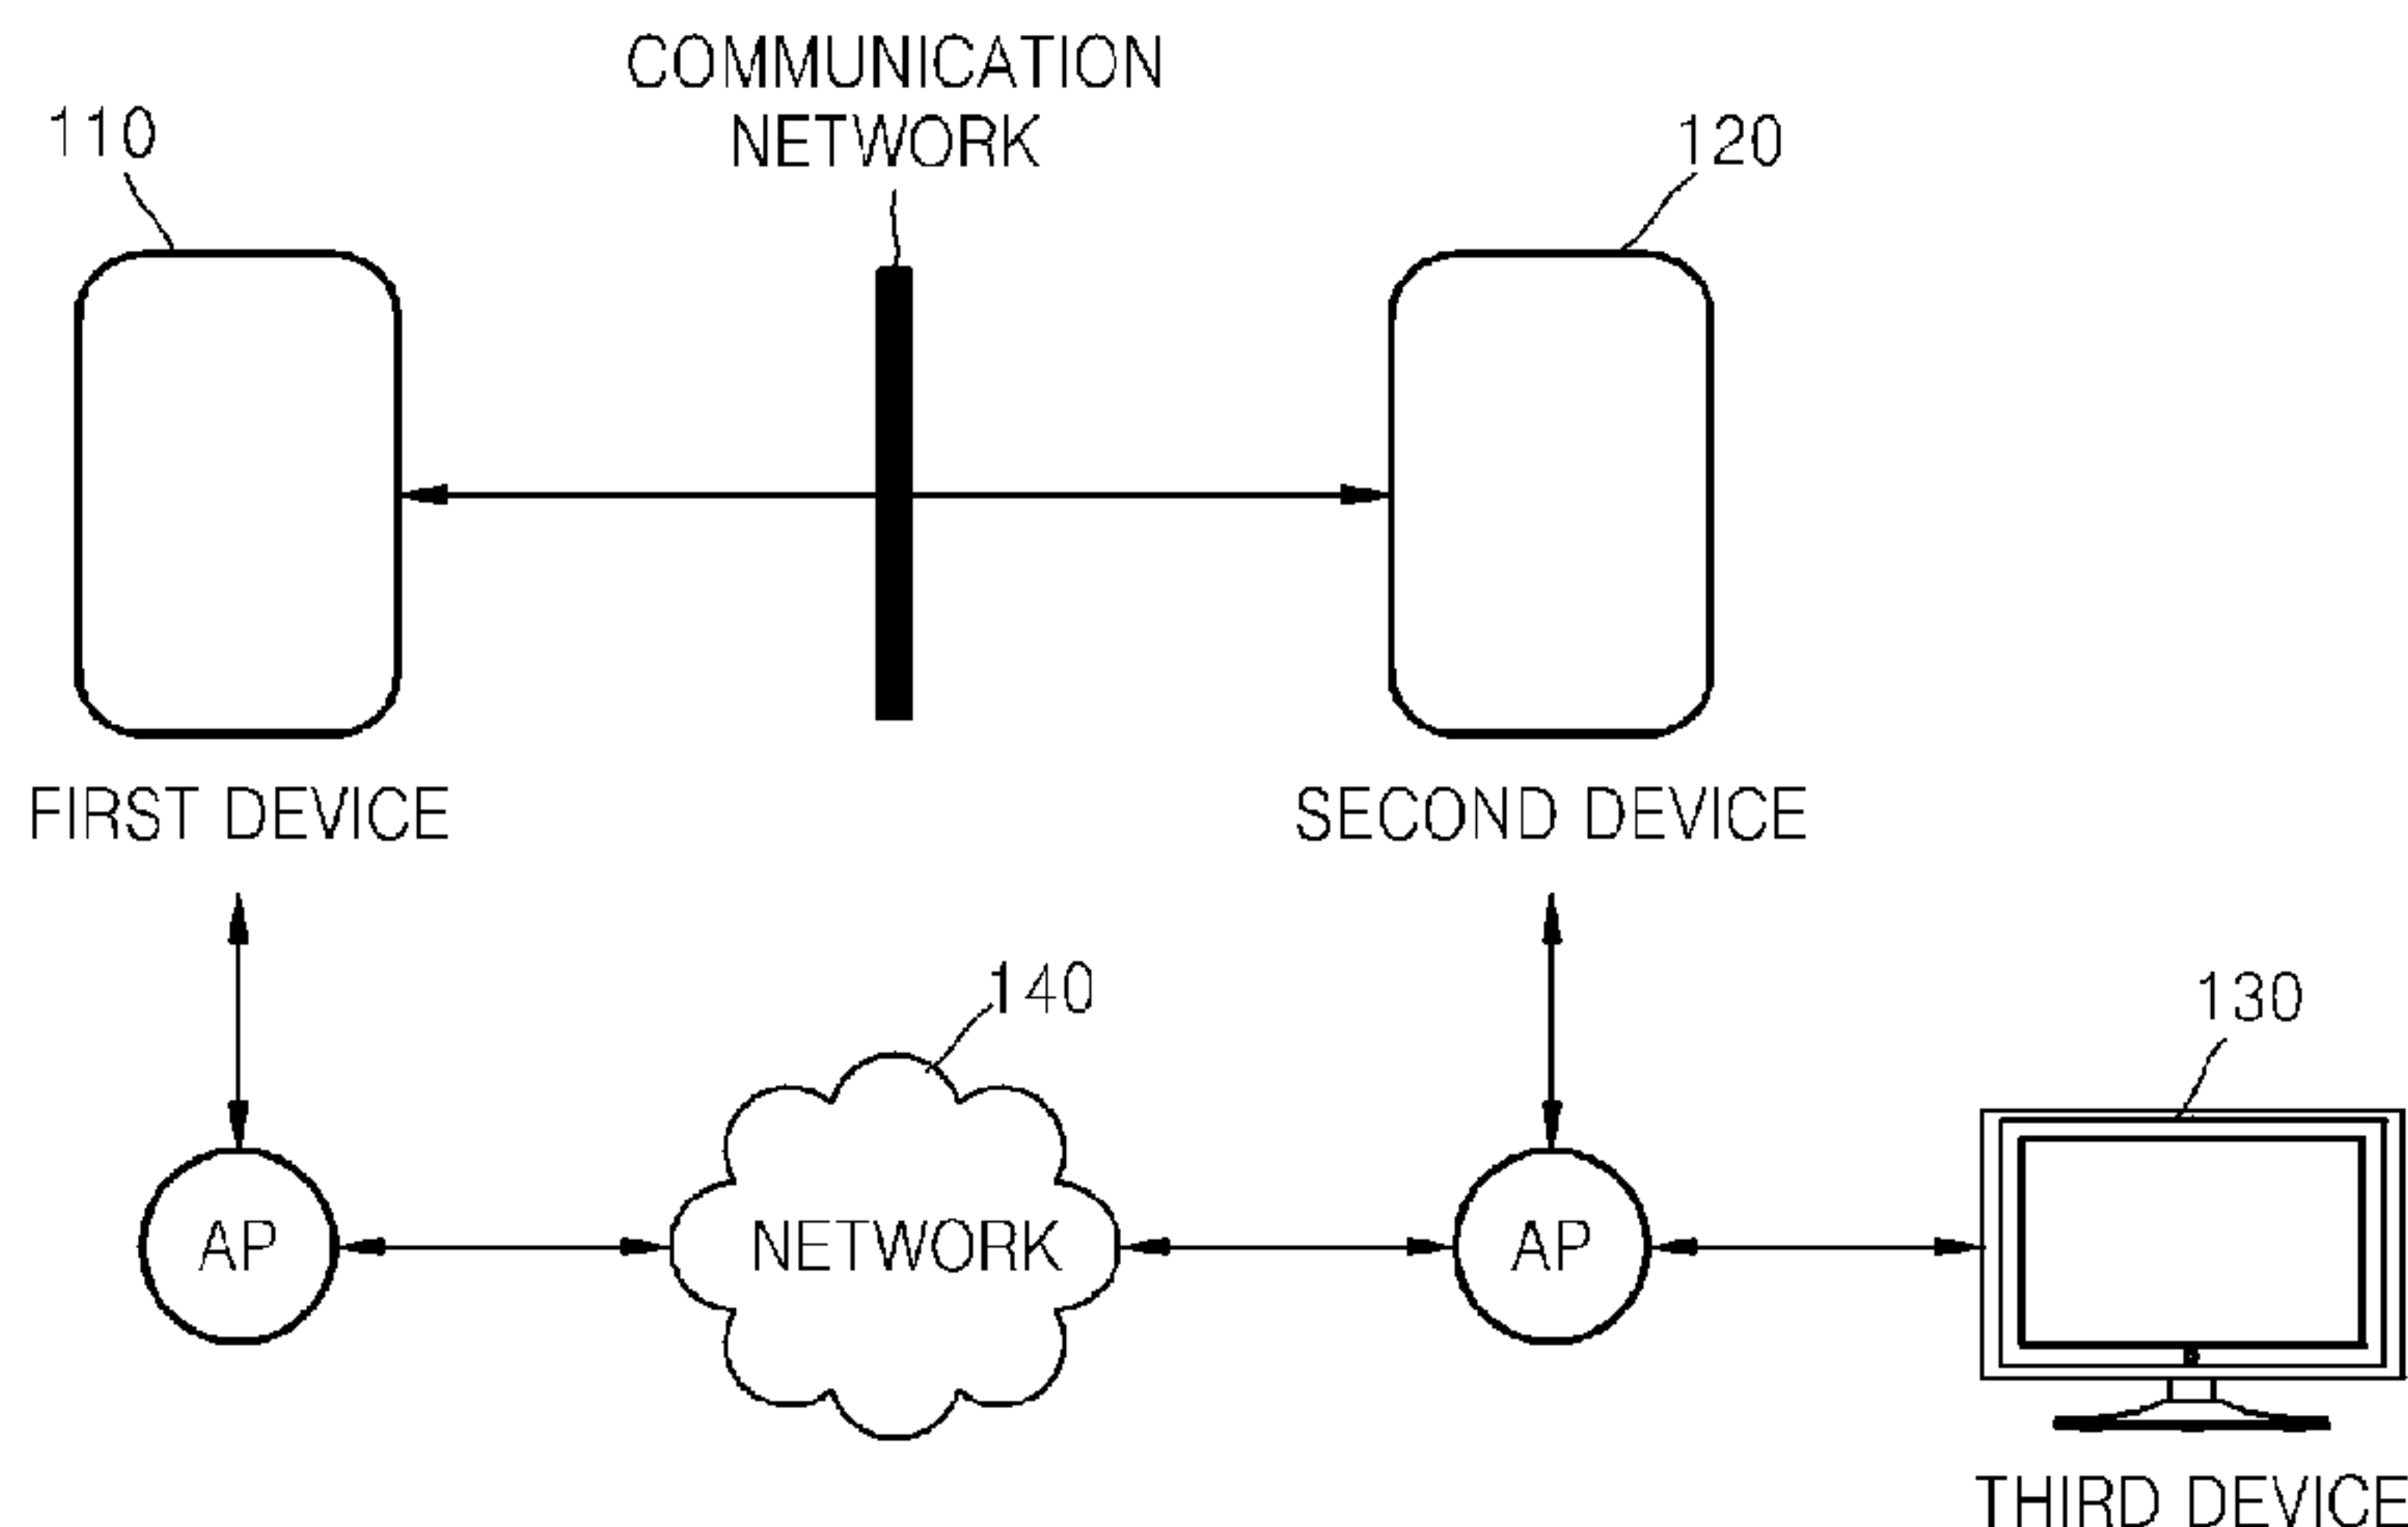 COMMUNICATION
NETWORK
110
120
FIRST DEVICE
SECOND DEVICE
140
130
AP
NETWORK
AP
THIRD DEVICE